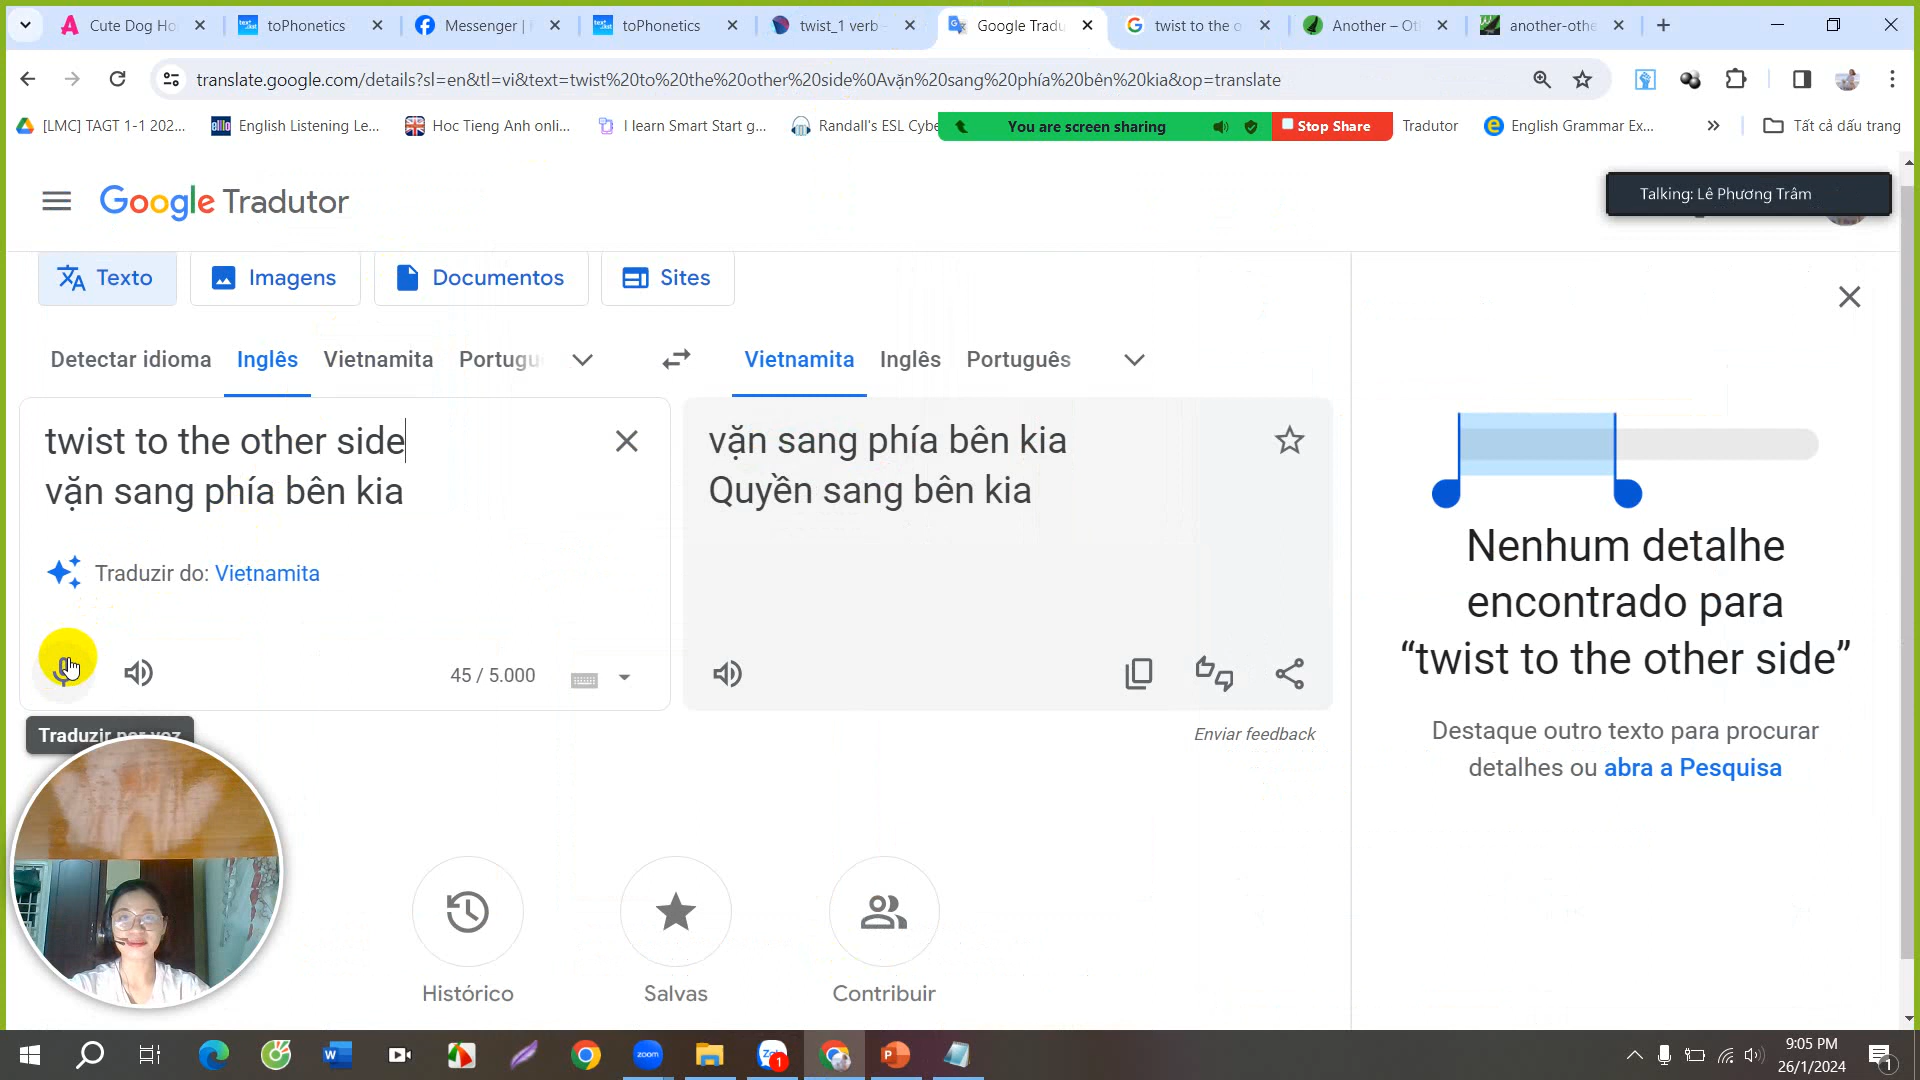 Cute Dog Ho
toPhonetics
Messenger |
toPhonetics
twist_1 verb -
Google Tradu
twist to the o
Another – Ot
another-othe
translate.google.com/details?sl=en&tl=vi&text=twist%20to%20the%20other%20side%0Avặn%20sang%20phía%20bên%20kia&op=translate
[LMC] TAGT 1-1 202...
English Listening Le...
Hoc Tieng Anh onli...
I learn Smart Start g...
Randall's ESL Cybe
You are screen sharing
Stop Share
Tradutor
English Grammar Ex...
Tất cả dấu trang
Google Tradutor
Talking: Lê Phương Trâm
Texto
Imagens
Documentos
Sites
Detectar idioma
Inglês
Vietnamita
Portugu
Vietnamita
Inglês
Português
twist to the other side
vặn sang phía bên kia
vặn sang phía bên kia
Quyền sang bên kia
Traduzir do: Vietnamita
45 / 5.000
Traduzir por voz
Enviar feedback
Nenhum detalhe
encontrado para
“twist to the other side”
Destaque outro texto para procurar
detalhes ou abra a Pesquisa
Histórico
Salvas
Contribuir
zoom
1
9:05 PM
26/1/2024
1